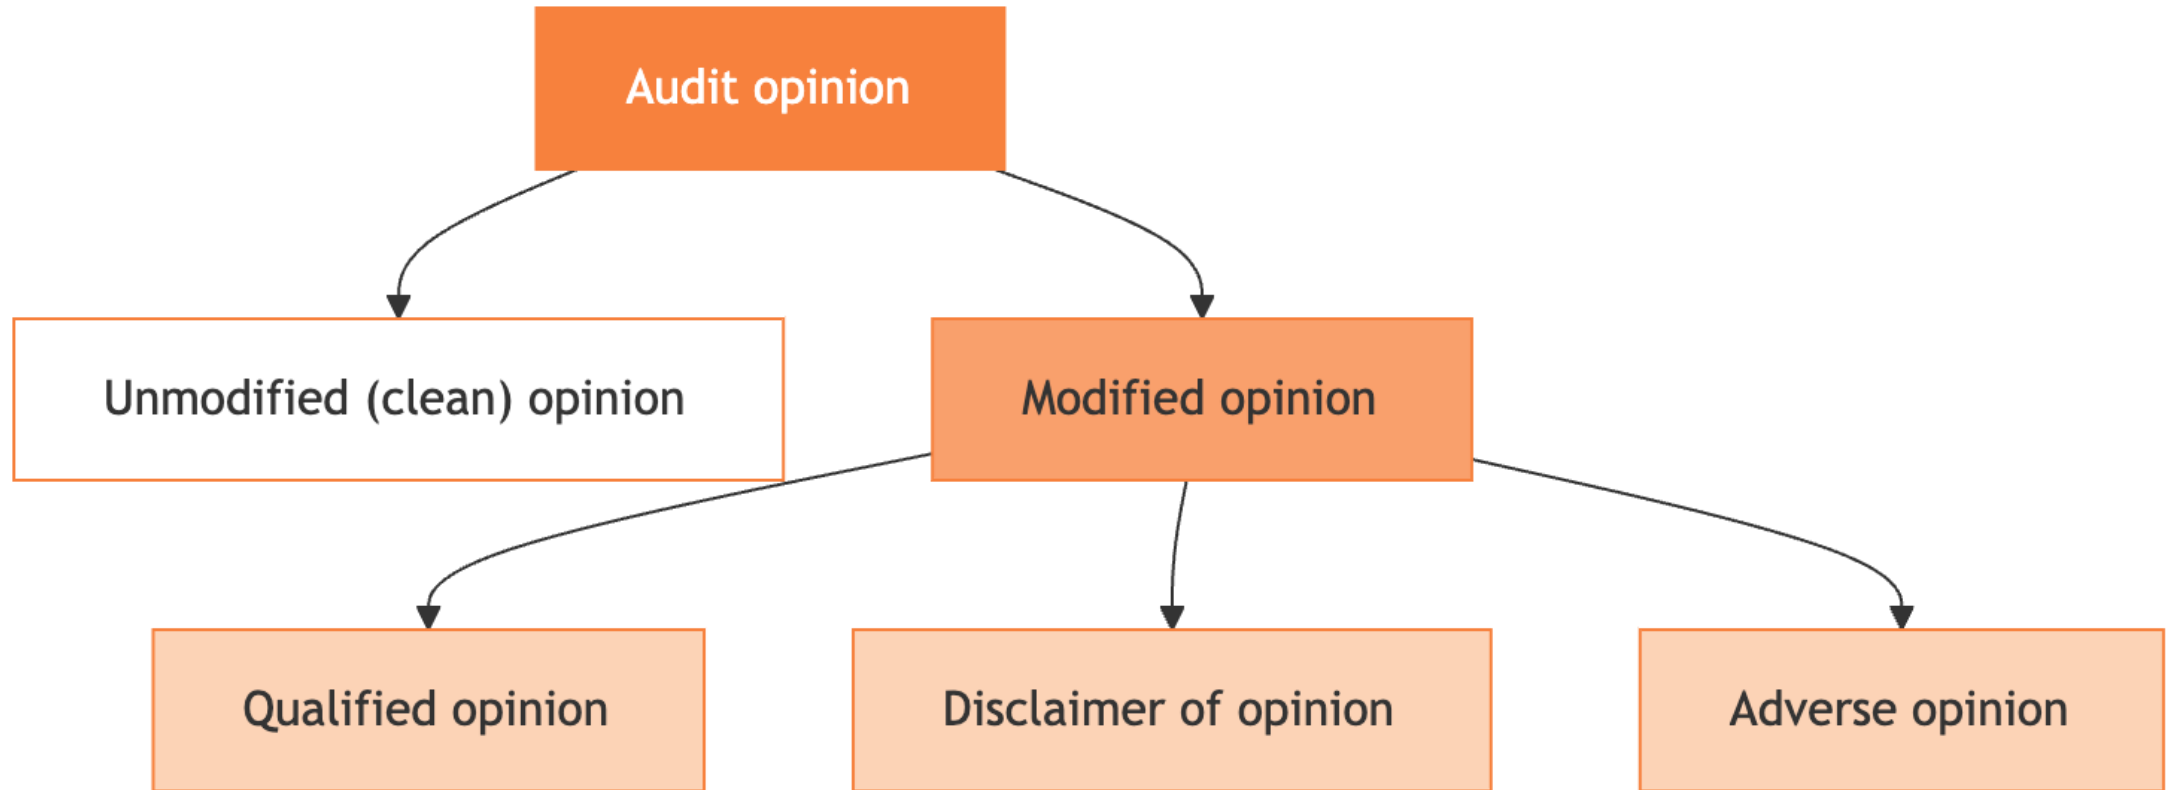 Audit opinion
Unmodified (clean) opinion
Modified opinion
Qualified opinion
Disclaimer of opinion
Adverse opinion